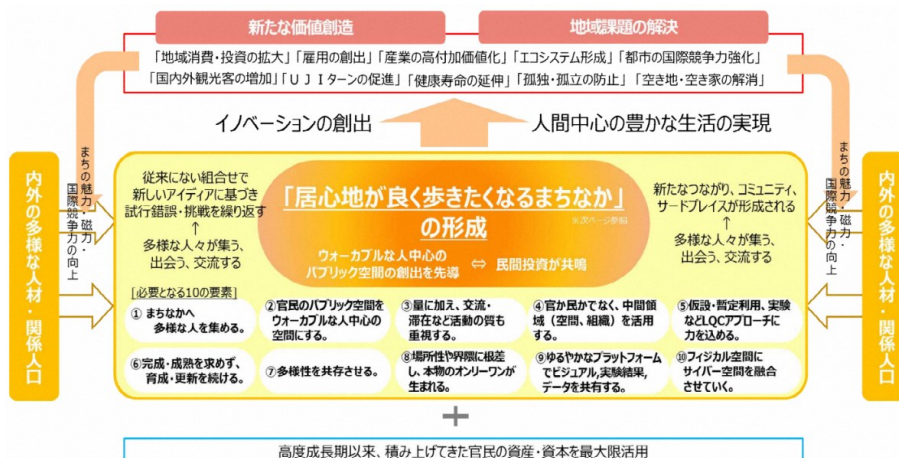 新たな価値創造
地域課題の解決
「地域消費・投資の拡大」「雇用の創出」「産業の高付加価値化」「エコシステム形成」「都市の国際競争力強化」
「国内外観光客の増加」「UJIターンの促進」「健康寿命の延伸」「孤独・孤立の防止」「空き地・空き家の解消」
イノベーションの創出
人間中心の豊かな生活の実現
まちの魅力・磁力・
国際競争力の向上
内外の多様な人材・関係人口
従来にない組合せで
新しいアイディアに基づき
試行錯誤・挑戦を繰り返す
↑
多様な人々が集う、
出会う、交流する
「居心地が良く歩きたくなるまちなか」
の形成
※次ページ参照
ウォーカブルな人中心の
パブリック空間の創出を先導
⇔ 民間投資が共鳴
新たなつながり、コミュニティ、
サードプレイスが形成される
↑
多様な人々が集う、
出会う、交流する
まちの魅力・磁力・
国際競争力の向上
内外の多様な人材・関係人口
[必要となる10の要素]
① まちなかへ
多様な人を集める。
②官民のパブリック空間を
ウォーカブルな人中心の
空間にする。
③量に加え、交流・
滞在など活動の質も
重視する。
④官か民かでなく、中間領
域（空間、組織）を活用
する。
⑤仮設・暫定利用、実験
などLQCアプローチに
力を込める。
⑥完成・成熟を求めず、
育成・更新を続ける。
⑦多様性を共存させる。
⑧場所性や界隈に根差
し、本物のオンリーワンが
生まれる。
⑨ゆるやかなプラットフォーム
でビジュアル,実験結果,
データを共有する。
⑩フィジカル空間に
サイバー空間を融合
させていく。
＋
高度成長期以来、積み上げてきた官民の資産・資本を最大限活用